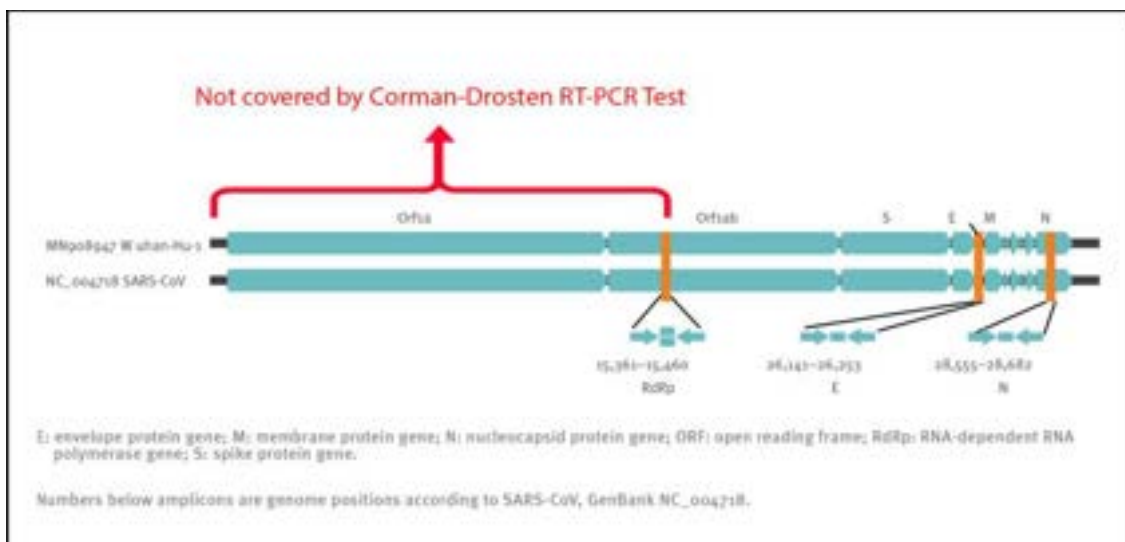 Not covered by Corman-Drosten RT-PCR Test
Orf1a Orf1ab S E M N
MN908947 Wuhan-Hu-1
NC_004718 SARS-CoV
15,361–15,460 26,141–26,253 28,555–28,682
RdRp E N
E: envelope protein gene; M: membrane protein gene; N: nucleocapsid protein gene; ORF: open reading frame; RdRp: RNA-dependent RNA
polymerase gene; S: spike protein gene.
Numbers below amplicons are genome positions according to SARS-CoV, GenBank NC_004718.